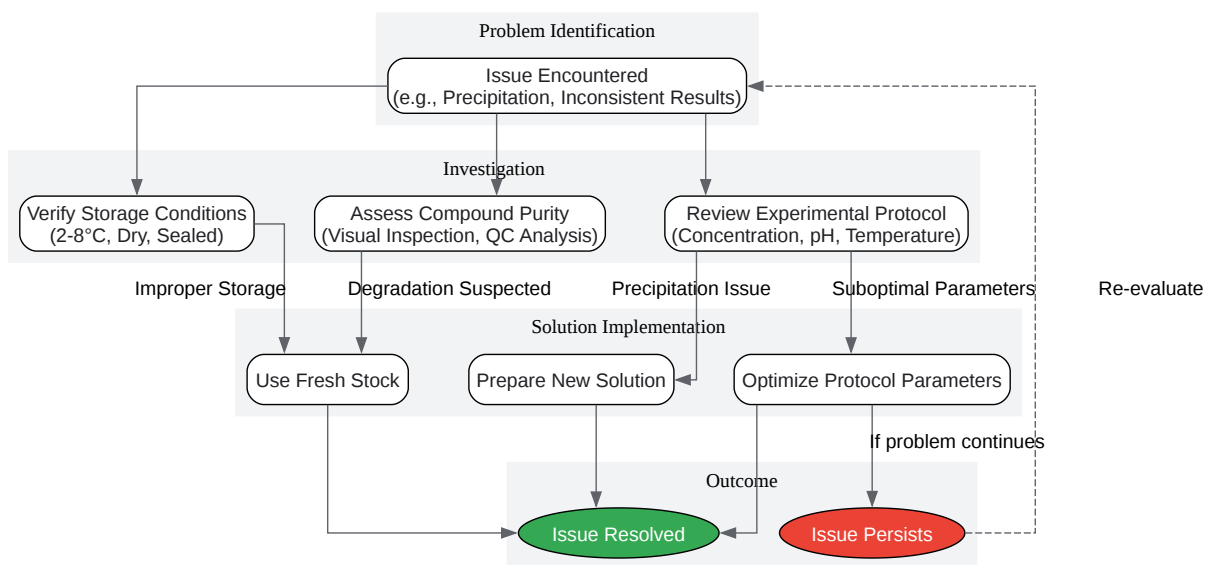 Problem Identification
Issue Encountered
(e.g., Precipitation, Inconsistent Results)
Investigation
Verify Storage Conditions
(2-8°C, Dry, Sealed)
Assess Compound Purity
(Visual Inspection, QC Analysis)
Review Experimental Protocol
(Concentration, pH, Temperature)
Improper Storage
Degradation Suspected
Precipitation Issue
Suboptimal Parameters
Re-evaluate
Solution Implementation
Use Fresh Stock
Prepare New Solution
Optimize Protocol Parameters
If problem continues
Outcome
Issue Resolved
Issue Persists